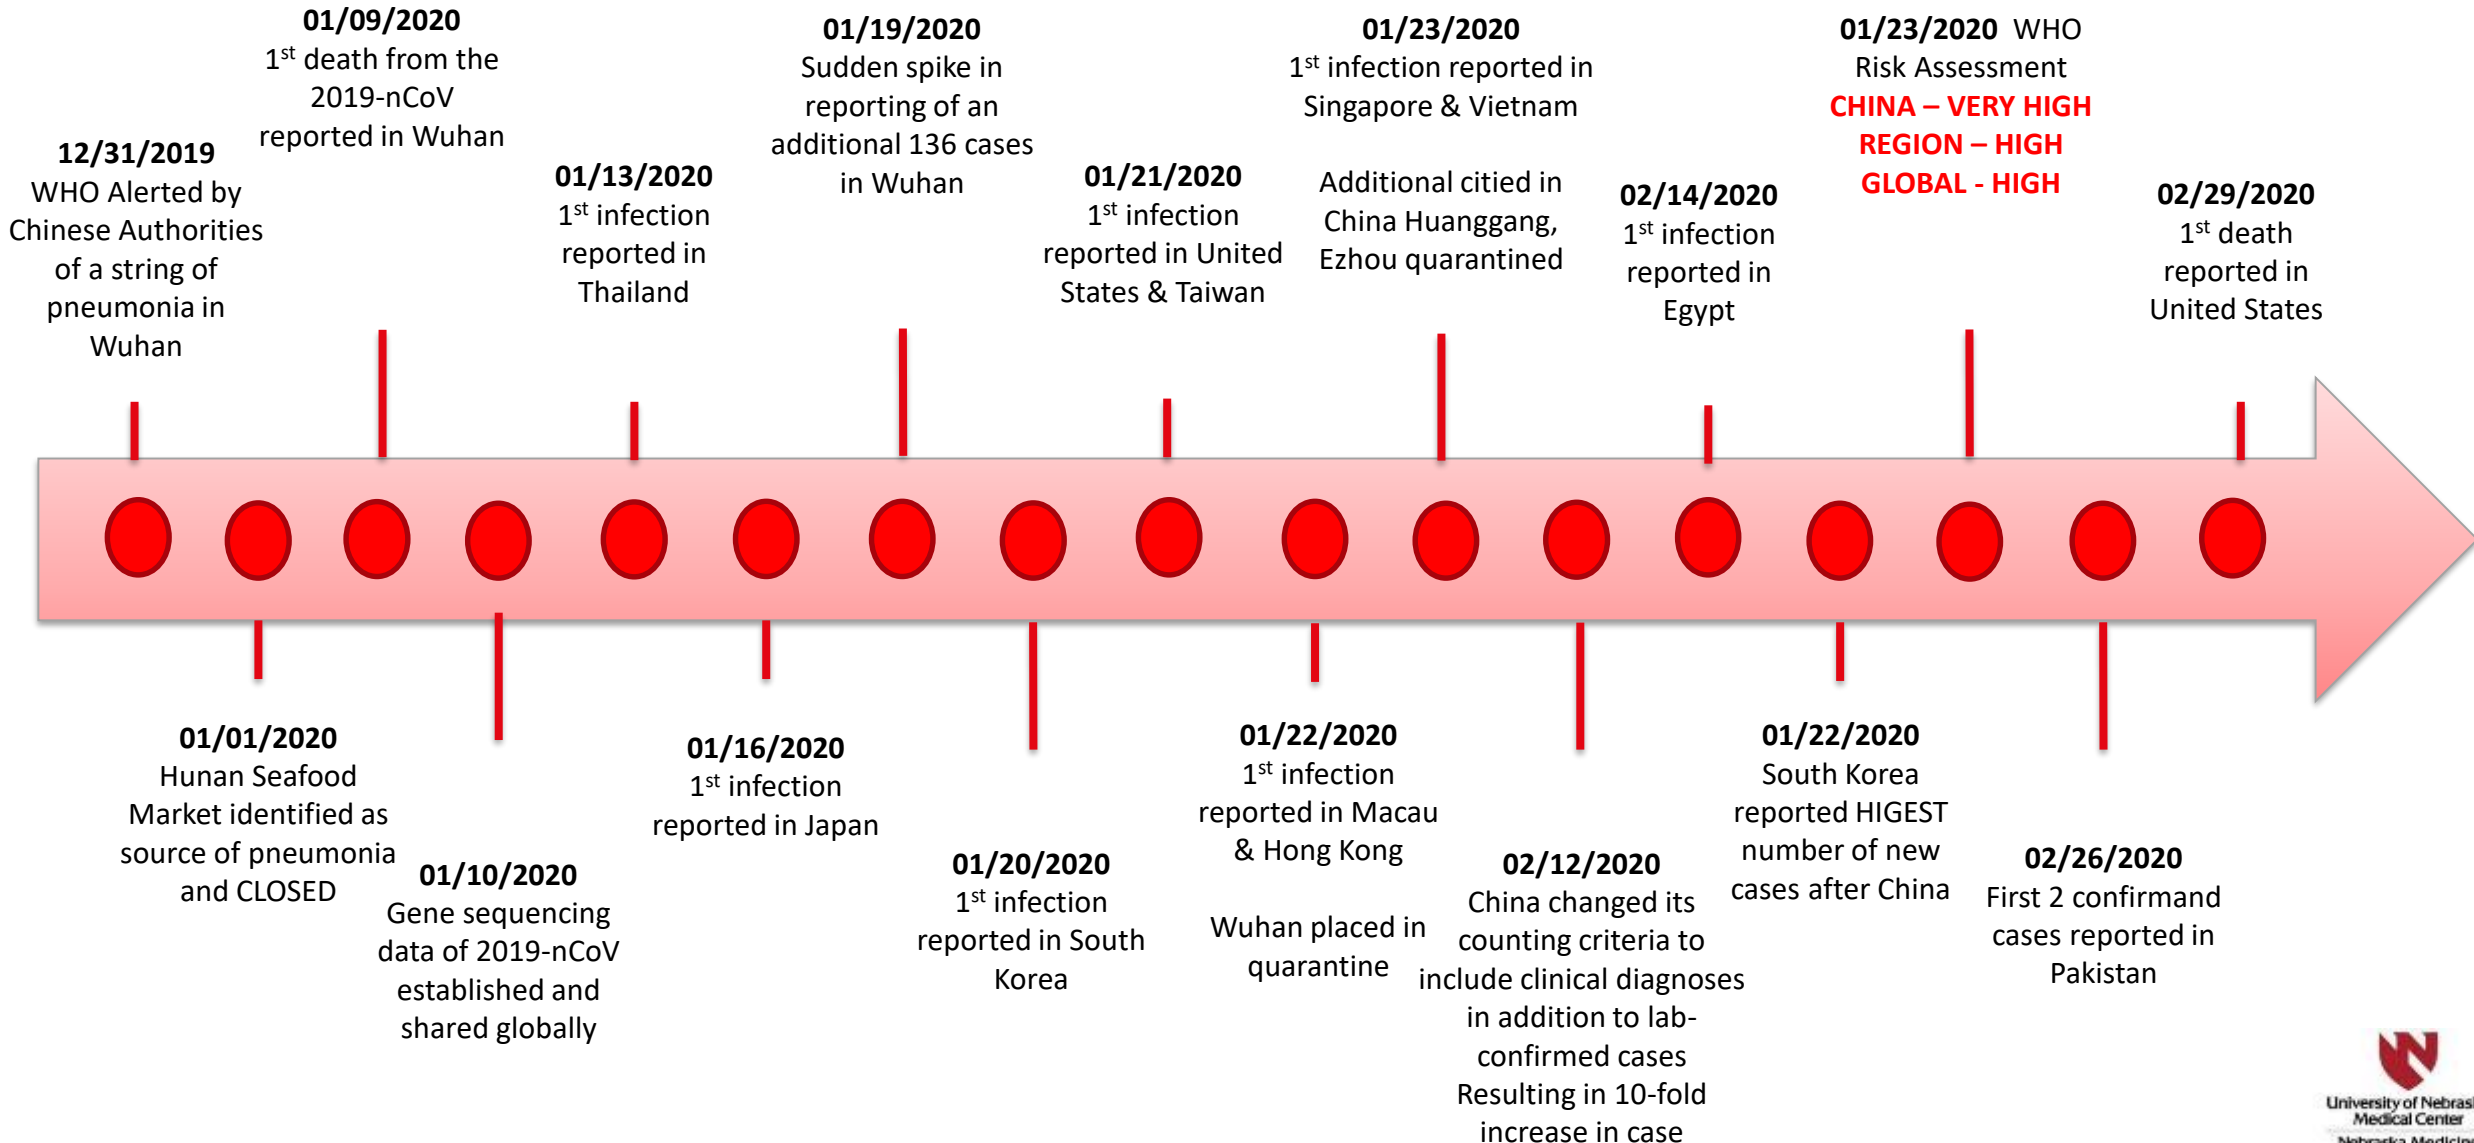 01/09/2020
1st death from the
2019-nCoV
reported in Wuhan
01/19/2020
Sudden spike in
reporting of an
additional 136 cases
in Wuhan
01/23/2020
1st infection reported in
Singapore & Vietnam
Additional citied in
China Huanggang,
Ezhou quarantined
01/23/2020 WHO
Risk Assessment
CHINA – VERY HIGH
REGION – HIGH
GLOBAL - HIGH
12/31/2019
WHO Alerted by
Chinese Authorities
of a string of
pneumonia in
Wuhan
01/13/2020
1st infection
reported in
Thailand
01/21/2020
1st infection
reported in United
States & Taiwan
02/14/2020
1st infection
reported in
Egypt
02/29/2020
1st death
reported in
United States
01/01/2020
Hunan Seafood
Market identified as
source of pneumonia
and CLOSED
01/10/2020
Gene sequencing
data of 2019-nCoV
established and
shared globally
01/16/2020
1st infection
reported in Japan
01/20/2020
1st infection
reported in South
Korea
01/22/2020
1st infection
reported in Macau
& Hong Kong
Wuhan placed in
quarantine
02/12/2020
China changed its
counting criteria to
include clinical diagnoses
in addition to lab-
confirmed cases
Resulting in 10-fold
increase in case
01/22/2020
South Korea
reported HIGEST
number of new
cases after China
02/26/2020
First 2 confirmand
cases reported in
Pakistan
University of Nebrask
Medical Center
Nebraska Medicine